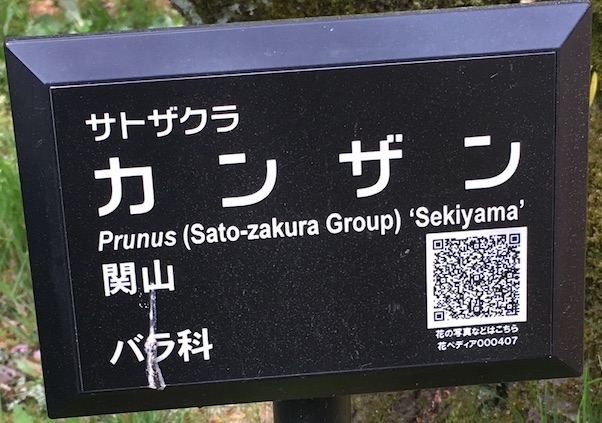 サトザクラ
カンザン
Prunus (Sato-zakura Group) ‘Sekiyama’
関山
バラ科
花の写真などはこちら
花ペディア000407